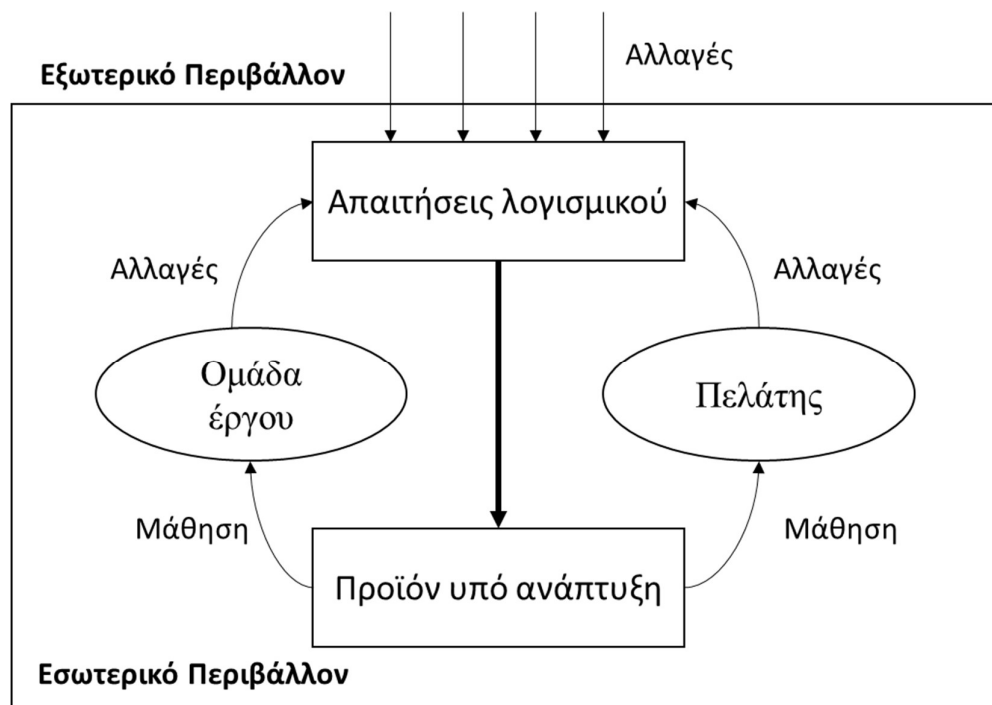 Αλλαγές
Εξωτερικό Περιβάλλον
Απαιτήσεις λογισμικού
Αλλαγές
Αλλαγές
Ομάδα
έργου
Πελάτης
Μάθηση
Μάθηση
Προϊόν υπό ανάπτυξη
Εσωτερικό Περιβάλλον